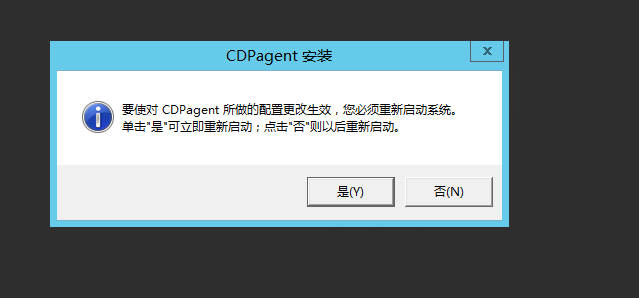 CDPagent 安装
要使对 CDPagent 所做的配置更改生效，您必须重新启动系统。
单击"是"可立即重新启动；点击"否"则以后重新启动。
是(Y) 否(N)